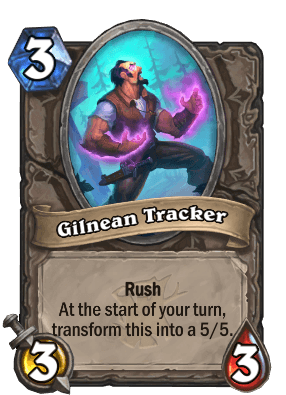 3
Gilnean Tracker
Rush
At the start of your turn,
transform this into a 5/5.
3
3